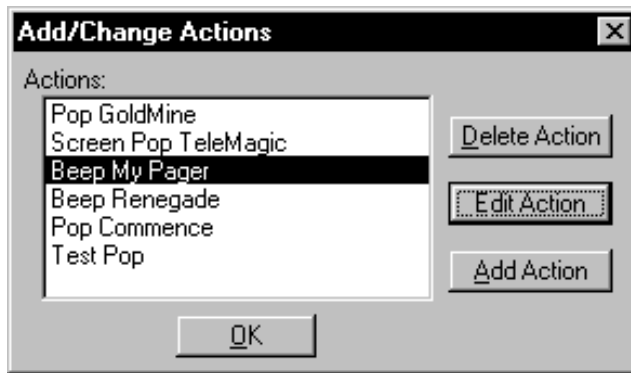 Add/Change Actions
Actions:
Pop GoldMine
Screen Pop TeleMagic
Beep My Pager
Beep Renegade
Pop Commence
Test Pop
Delete Action
Edit Action
Add Action
OK